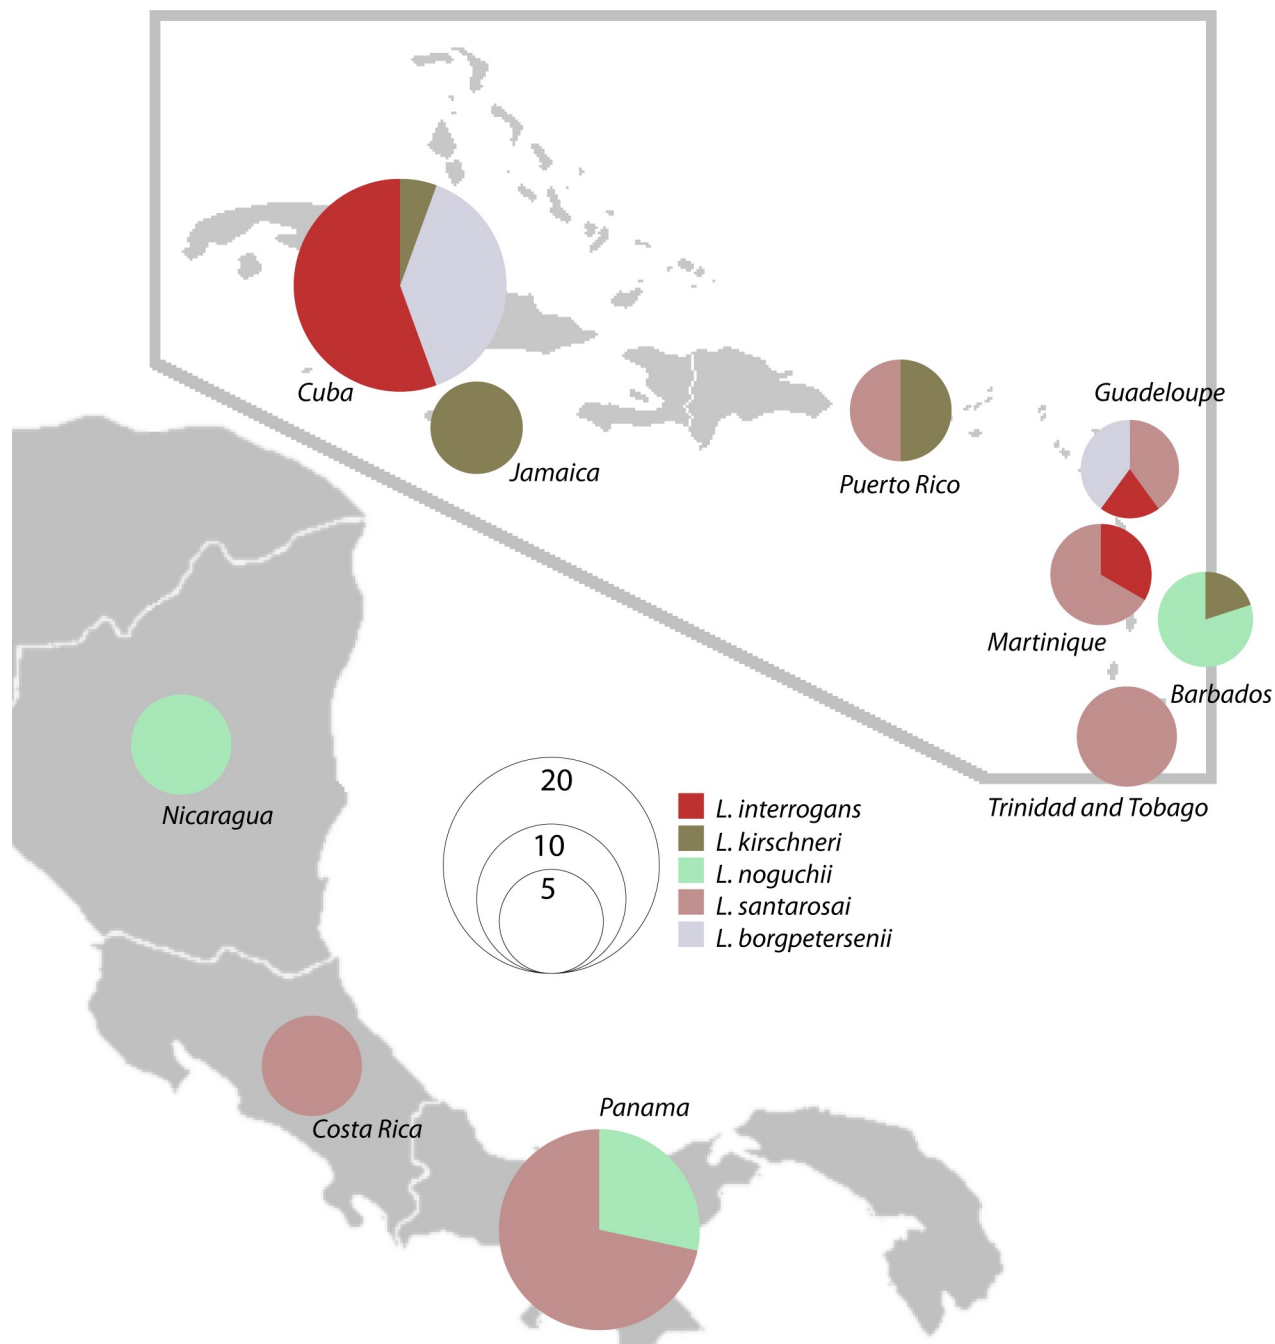 Cuba
Jamaica
Puerto Rico
Guadeloupe
Martinique
Barbados
Trinidad and Tobago
Nicaragua
20
10
5
L. interrogans
L. kirschneri
L. noguchii
L. santarosai
L. borgpetersenii
Costa Rica
Panama